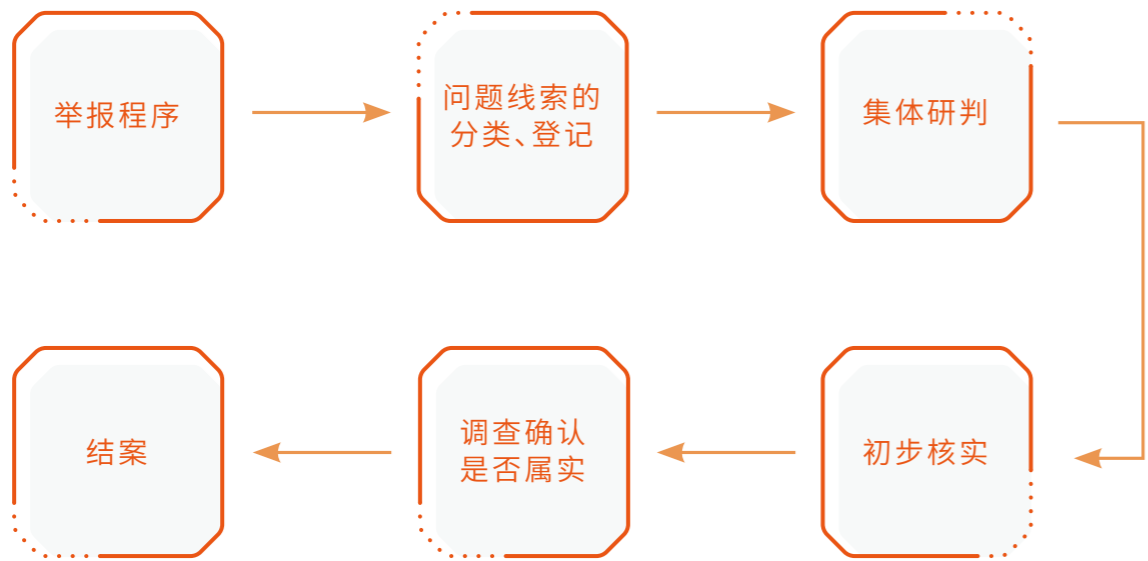 举报程序
问题线索的
分类、登记
集体研判
初步核实
调查确认
是否属实
结案